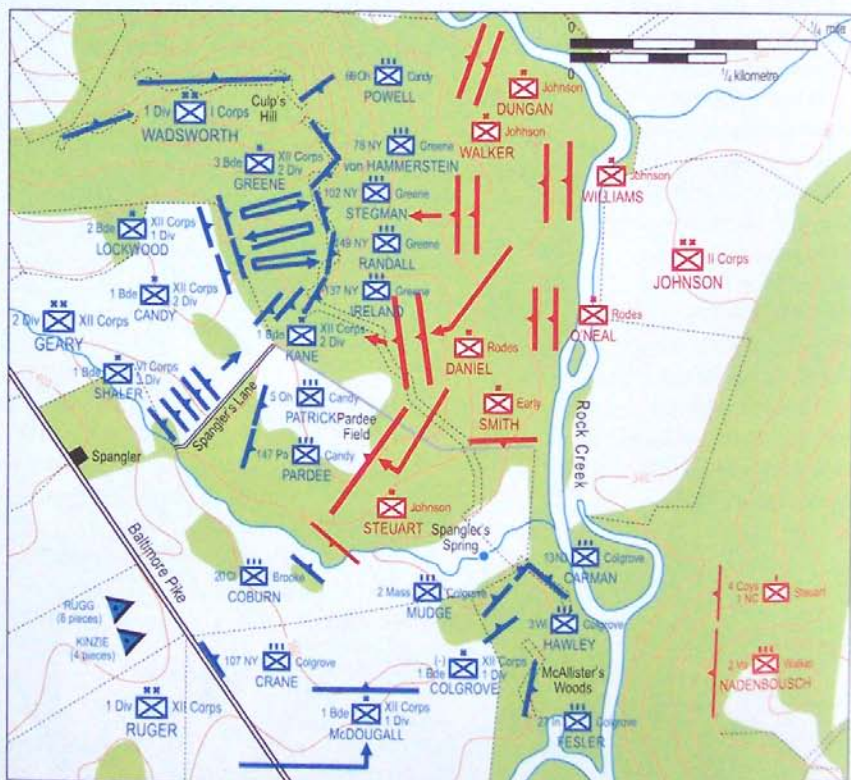 0 ¼ mile
0 ¼ kilometre
66 Oh Candy
POWELL
Johnson
DUNGAN
1 Div I Corps
WADSWORTH
Culp's
Hill
Johnson
WALKER
78 NY Greene
von HAMMERSTEIN
3 Bde XII Corps
2 Div
GREENE
Johnson
WILLIAMS
102 NY Greene
STEGMAN
2 Bde XII Corps
1 Div
LOCKWOOD
149 NY Greene
RANDALL
II Corps
JOHNSON
1 Bde XII Corps
2 Div
CANDY
137 NY Greene
IRELAND
2 Div XII Corps
GEARY
1 Bde XII Corps
2 Div
KANE
Rodes
O'NEAL
Rodes
DANIEL
1 Bde VI Corps
3 Div
SHALER
Spangler's Lane
5 Oh Candy
PATRICK
Pardee
Field
Early
SMITH
Rock Creek
Spangler
147 Pa Candy
PARDEE
Johnson
STEUART
Spangler's
Spring
Baltimore Pike
13 NJ Colgrove
CARMAN
Brooke
COBURN
2 Mass Colgrove
MUDGE
4 Coys Steuart
1 NC
RUGG
(6 pieces)
KINZIE
(4 pieces)
3 Wi Colgrove
HAWLEY
107 NY Colgrove
CRANE
(-) XII Corps
1 Bde 1 Div
COLGROVE
McAllister's
Woods
2 Va Walker
NADENBOUSCH
1 Div XII Corps
RUGER
1 Bde XII Corps
1 Div
McDOUGALL
27 In Colgrove
FESLER